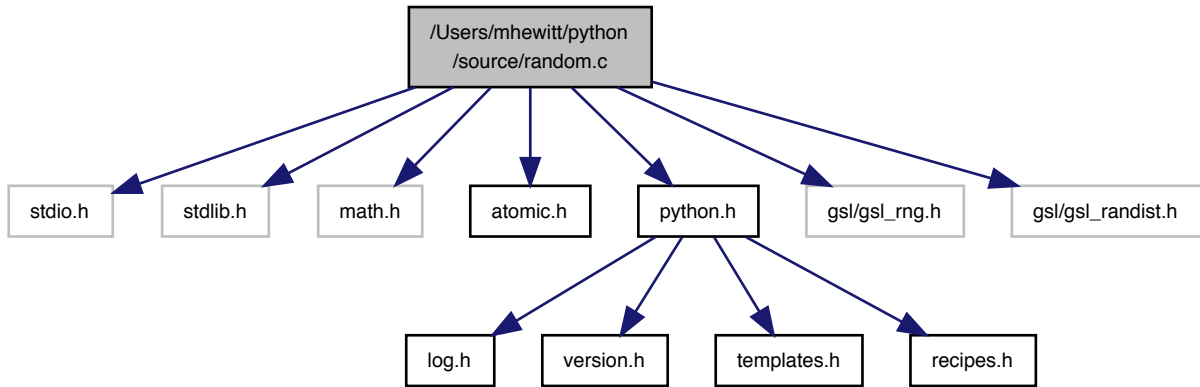 /Users/mhewitt/python
/source/random.c
stdio.h
stdlib.h
math.h
atomic.h
python.h
gsl/gsl_rng.h
gsl/gsl_randist.h
log.h
version.h
templates.h
recipes.h